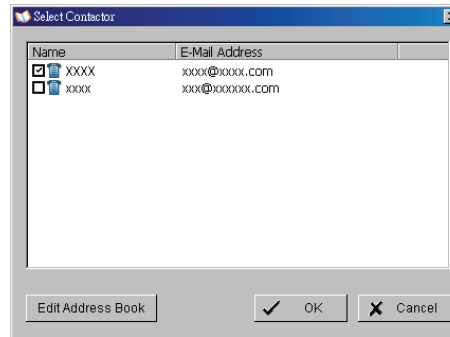 Select Contactor
Name E-Mail Address
XXXX xxxx@xxxx.com
xxxx xxx@xxxxxx.com
Edit Address Book OK Cancel